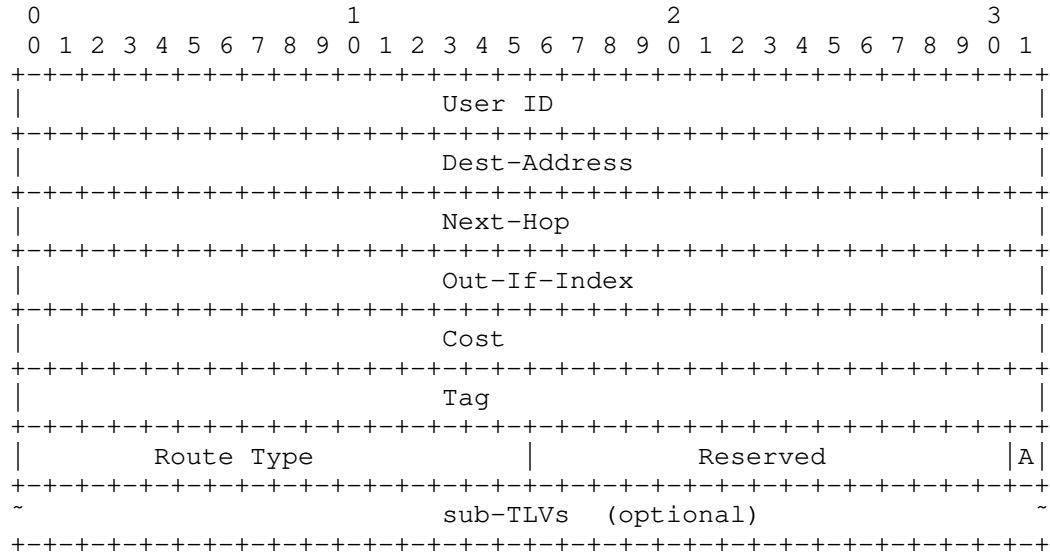 0                   1                   2                   3
 0 1 2 3 4 5 6 7 8 9 0 1 2 3 4 5 6 7 8 9 0 1 2 3 4 5 6 7 8 9 0 1
+-+-+-+-+-+-+-+-+-+-+-+-+-+-+-+-+-+-+-+-+-+-+-+-+-+-+-+-+-+-+-+-+
|                          User ID                              |
+-+-+-+-+-+-+-+-+-+-+-+-+-+-+-+-+-+-+-+-+-+-+-+-+-+-+-+-+-+-+-+-+
|                          Dest-Address                         |
+-+-+-+-+-+-+-+-+-+-+-+-+-+-+-+-+-+-+-+-+-+-+-+-+-+-+-+-+-+-+-+-+
|                          Next-Hop                             |
+-+-+-+-+-+-+-+-+-+-+-+-+-+-+-+-+-+-+-+-+-+-+-+-+-+-+-+-+-+-+-+-+
|                          Out-If-Index                         |
+-+-+-+-+-+-+-+-+-+-+-+-+-+-+-+-+-+-+-+-+-+-+-+-+-+-+-+-+-+-+-+-+
|                          Cost                                 |
+-+-+-+-+-+-+-+-+-+-+-+-+-+-+-+-+-+-+-+-+-+-+-+-+-+-+-+-+-+-+-+-+
|                          Tag                                  |
+-+-+-+-+-+-+-+-+-+-+-+-+-+-+-+-+-+-+-+-+-+-+-+-+-+-+-+-+-+-+-+-+
|        Route Type             |          Reserved           |A|
+-+-+-+-+-+-+-+-+-+-+-+-+-+-+-+-+-+-+-+-+-+-+-+-+-+-+-+-+-+-+-+-+
~                          sub-TLVs  (optional)                 ~
+-+-+-+-+-+-+-+-+-+-+-+-+-+-+-+-+-+-+-+-+-+-+-+-+-+-+-+-+-+-+-+-+